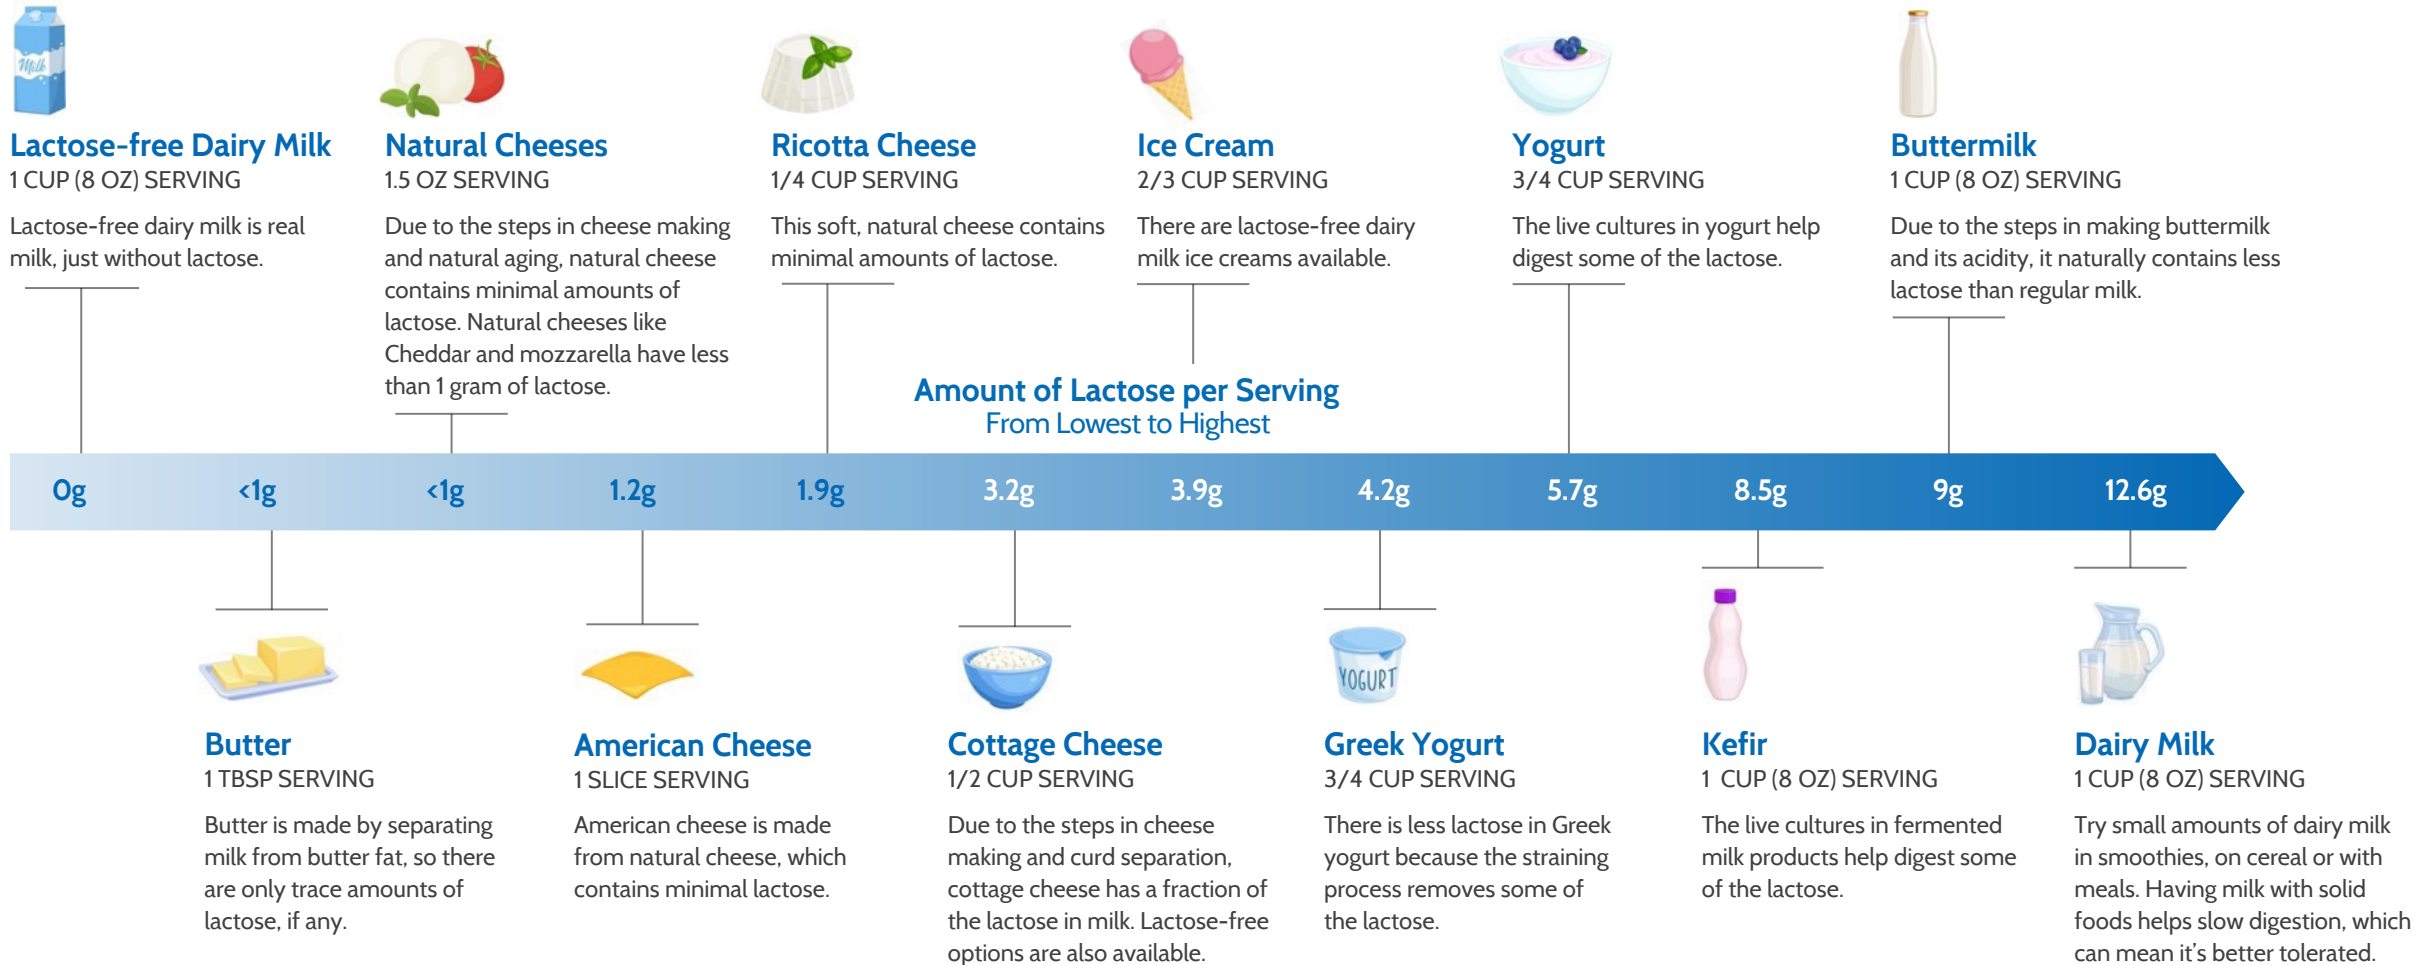 Milk
Lactose-free Dairy Milk
1 CUP (8 OZ) SERVING
Lactose-free dairy milk is real
milk, just without lactose.
Natural Cheeses
1.5 OZ SERVING
Due to the steps in cheese making
and natural aging, natural cheese
contains minimal amounts of
lactose. Natural cheeses like
Cheddar and mozzarella have less
than 1 gram of lactose.
Ricotta Cheese
1/4 CUP SERVING
This soft, natural cheese contains
minimal amounts of lactose.
Ice Cream
2/3 CUP SERVING
There are lactose-free dairy
milk ice creams available.
Yogurt
3/4 CUP SERVING
The live cultures in yogurt help
digest some of the lactose.
Buttermilk
1 CUP (8 OZ) SERVING
Due to the steps in making buttermilk
and its acidity, it naturally contains less
lactose than regular milk.
Amount of Lactose per Serving
From Lowest to Highest
0g <1g <1g 1.2g 1.9g 3.2g 3.9g 4.2g 5.7g 8.5g 9g 12.6g
Butter
1 TBSP SERVING
Butter is made by separating
milk from butter fat, so there
are only trace amounts of
lactose, if any.
American Cheese
1 SLICE SERVING
American cheese is made
from natural cheese, which
contains minimal lactose.
Cottage Cheese
1/2 CUP SERVING
Due to the steps in cheese
making and curd separation,
cottage cheese has a fraction of
the lactose in milk. Lactose-free
options are also available.
YOGURT
Greek Yogurt
3/4 CUP SERVING
There is less lactose in Greek
yogurt because the straining
process removes some of
the lactose.
Kefir
1 CUP (8 OZ) SERVING
The live cultures in fermented
milk products help digest some
of the lactose.
Dairy Milk
1 CUP (8 OZ) SERVING
Try small amounts of dairy milk
in smoothies, on cereal or with
meals. Having milk with solid
foods helps slow digestion, which
can mean it's better tolerated.